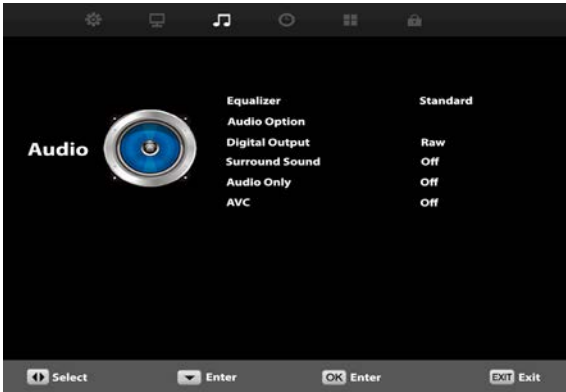 Audio
Equalizer Standard
Audio Option
Digital Output Raw
Surround Sound Off
Audio Only Off
AVC Off
Select Enter OK Enter EXIT Exit